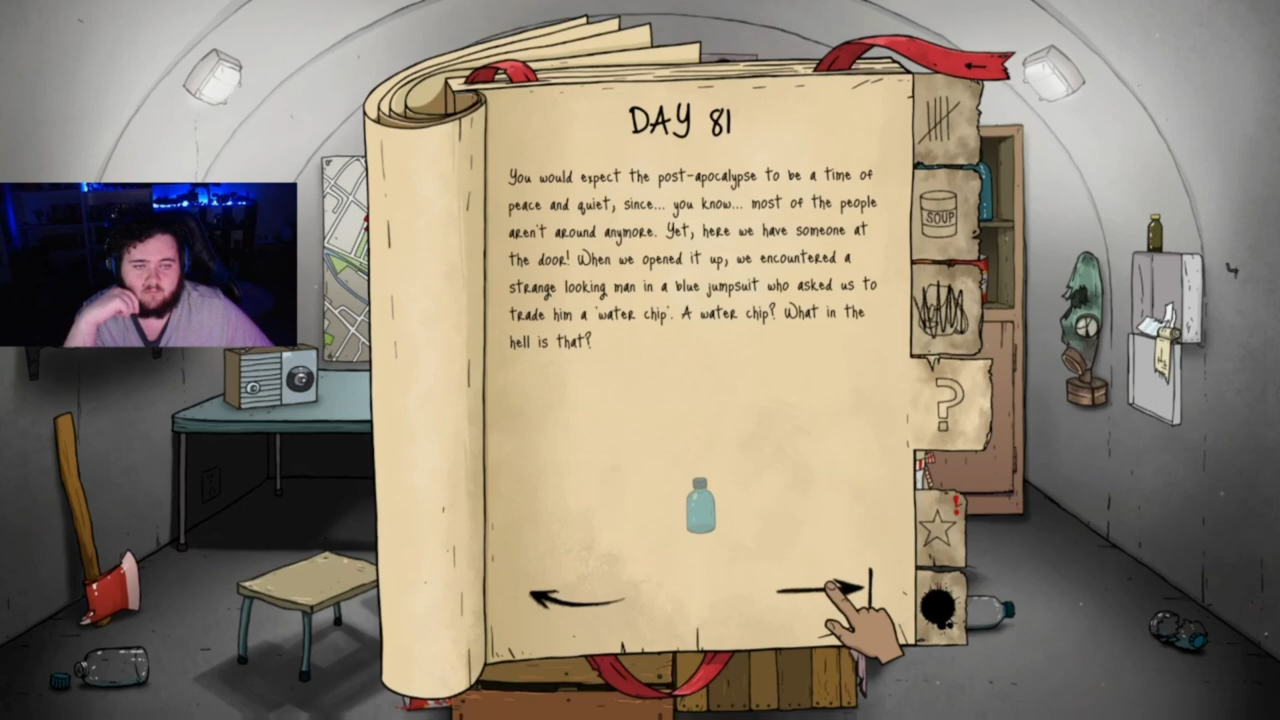 DAY 81
You would expect the post-apocalypse to be a time of
peace and quiet, since... you know... most of the people
aren't around anymore. Yet, here we have someone at
the door! When we opened it up, we encountered a
strange looking man in a blue jumpsuit who asked us to
trade him a 'water chip'. A water chip? What in the
hell is that?
SOUP
?
!